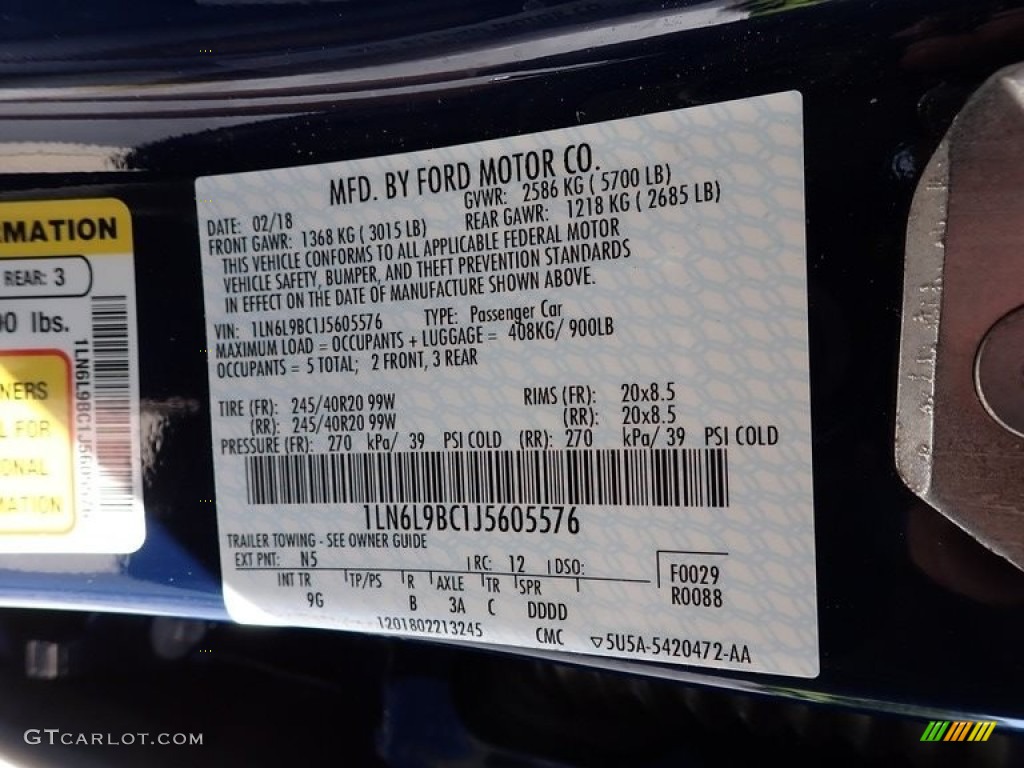 MFD. BY FORD MOTOR CO.
DATE: 02/18 GVWR: 2586 KG ( 5700 LB)
FRONT GAWR: 1368 KG ( 3015 LB) REAR GAWR: 1218 KG ( 2685 LB)
THIS VEHICLE CONFORMS TO ALL APPLICABLE FEDERAL MOTOR
VEHICLE SAFETY, BUMPER, AND THEFT PREVENTION STANDARDS
IN EFFECT ON THE DATE OF MANUFACTURE SHOWN ABOVE.
VIN: 1LN6L9BC1J5605576 TYPE: Passenger Car
MAXIMUM LOAD = OCCUPANTS + LUGGAGE = 408KG/ 900LB
OCCUPANTS = 5 TOTAL; 2 FRONT, 3 REAR
TIRE (FR): 245/40R20 99W RIMS (FR): 20x8.5
(RR): 245/40R20 99W (RR): 20x8.5
PRESSURE (FR): 270 kPa/ 39 PSI COLD (RR): 270 kPa/ 39 PSI COLD
1LN6L9BC1J5605576
TRAILER TOWING - SEE OWNER GUIDE
EXT PNT: N5 RC: 12 DSO:
INT TR TP/PS R AXLE TR SPR
9G B 3A C DDDD
F0029
R0088
1201802213245 CMC 5U5A-5420472-AA
REAR: 3
lbs.
1LN6L9BC1J5605576
FOR
GTCARLOT.COM